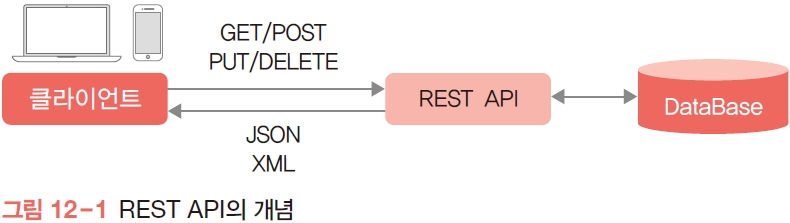 GET/POST
PUT/DELETE
클라이언트
REST API
DataBase
JSON
XML
그림 12-1 REST API의 개념